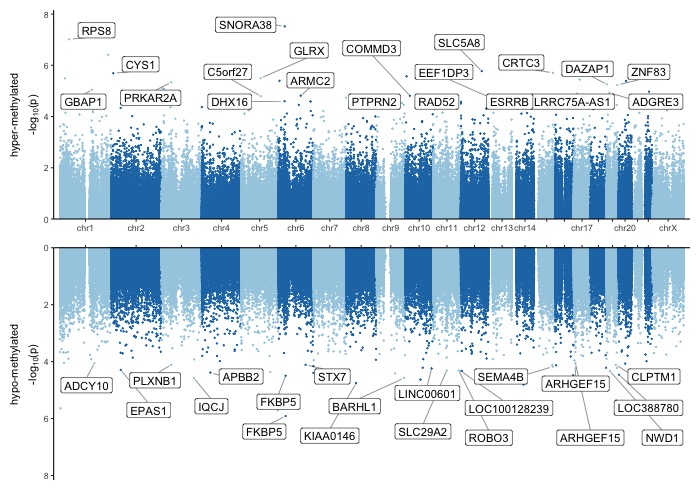 8
6
4
2
0
hyper-methylated
-log10(p)
RPS8
SNORA38
CYS1
GLRX
COMMD3
SLC5A8
CRTC3
DAZAP1
ZNF83
C5orf27
ARMC2
EEF1DP3
GBAP1
PRKAR2A
DHX16
PTPRN2
RAD52
ESRRB
LRRC75A-AS1
ADGRE3
chr1 chr2 chr3 chr4 chr5 chr6 chr7 chr8 chr9 chr10 chr11 chr12 chr13 chr14 chr17 chr20 chrX
0
2
4
6
8
hypo-methylated
-log10(p)
ADCY10
PLXNB1
APBB2
STX7
SEMA4B
ARHGEF15
CLPTM1
EPAS1
IQCJ
FKBP5
BARHL1
LINC00601
LOC100128239
LOC388780
FKBP5
KIAA0146
SLC29A2
ROBO3
ARHGEF15
NWD1